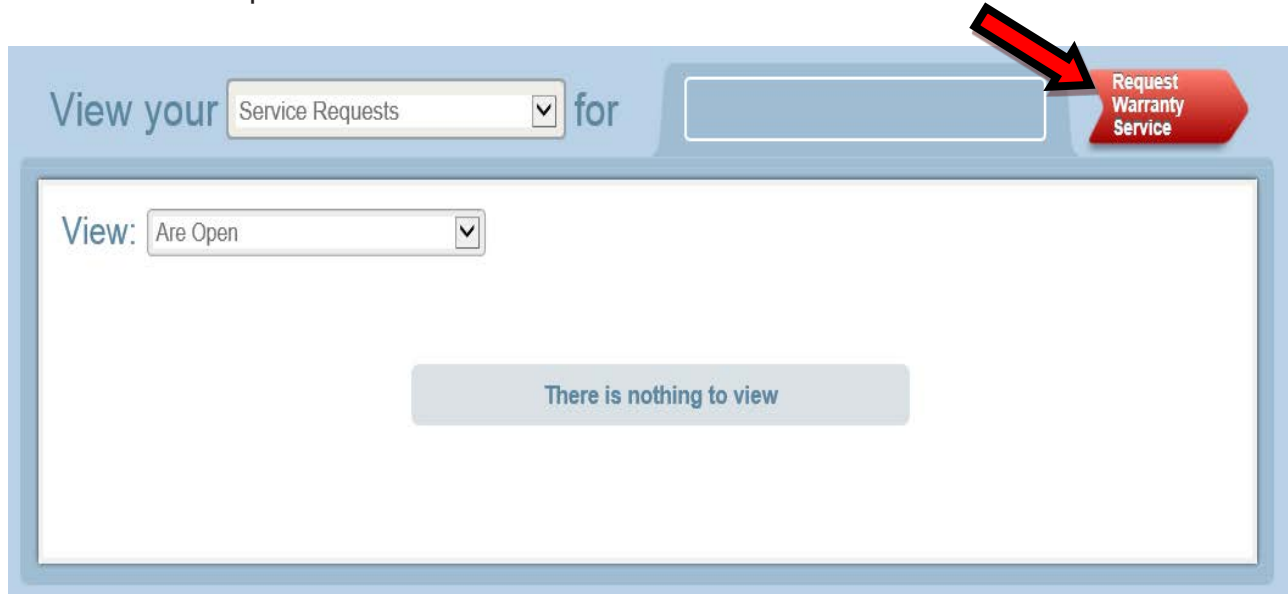 View your Service Requests for
Request
Warranty
Service
View: Are Open
There is nothing to view